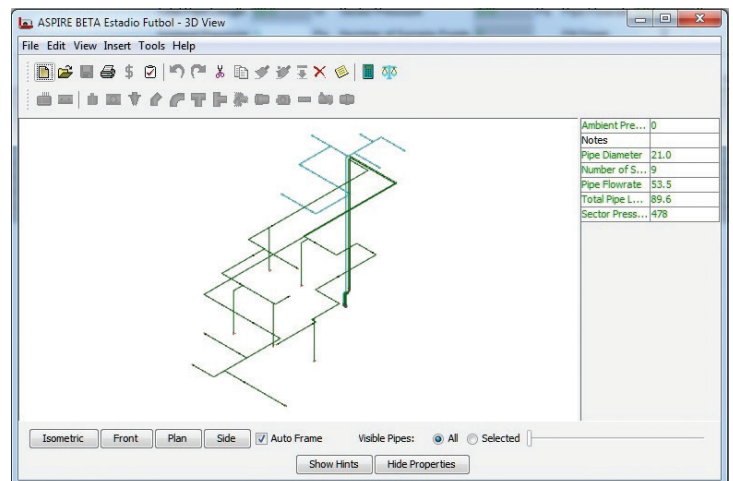 ASPIRE BETA Estadio Futbol - 3D View
File Edit View Insert Tools Help
Ambient Pre... 0
Notes
Pipe Diameter 21.0
Number of S... 9
Pipe Flowrate 53.5
Total Pipe L... 89.6
Sector Press... 478
Isometric Front Plan Side Auto Frame Visible Pipes: All Selected
Show Hints Hide Properties